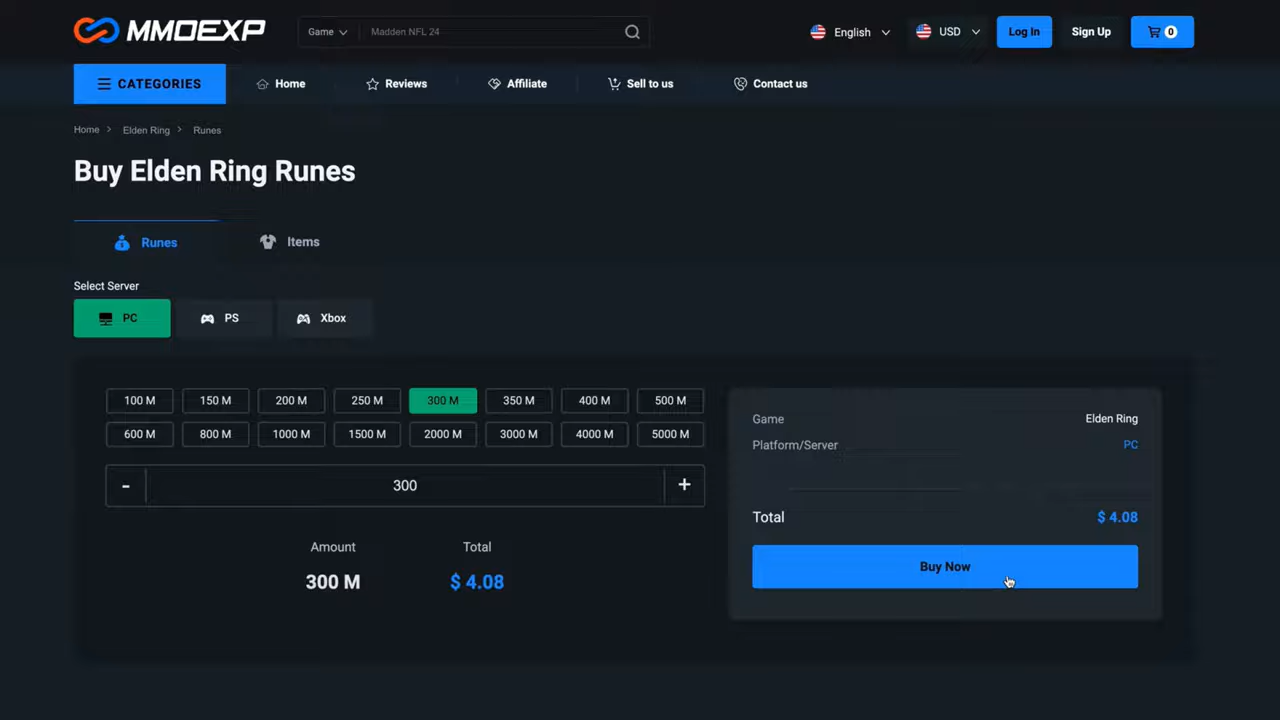 MMOEXP Game Madden NFL 24 English USD Log In Sign Up 0
CATEGORIES Home Reviews Affiliate Sell to us Contact us
Home > Elden Ring > Runes
Buy Elden Ring Runes
Runes Items
Select Server
PC PS Xbox
100 M 150 M 200 M 250 M 300 M 350 M 400 M 500 M
600 M 800 M 1000 M 1500 M 2000 M 3000 M 4000 M 5000 M
- 300 +
Amount Total
300 M $ 4.08
Game Elden Ring
Platform/Server PC
Total $ 4.08
Buy Now